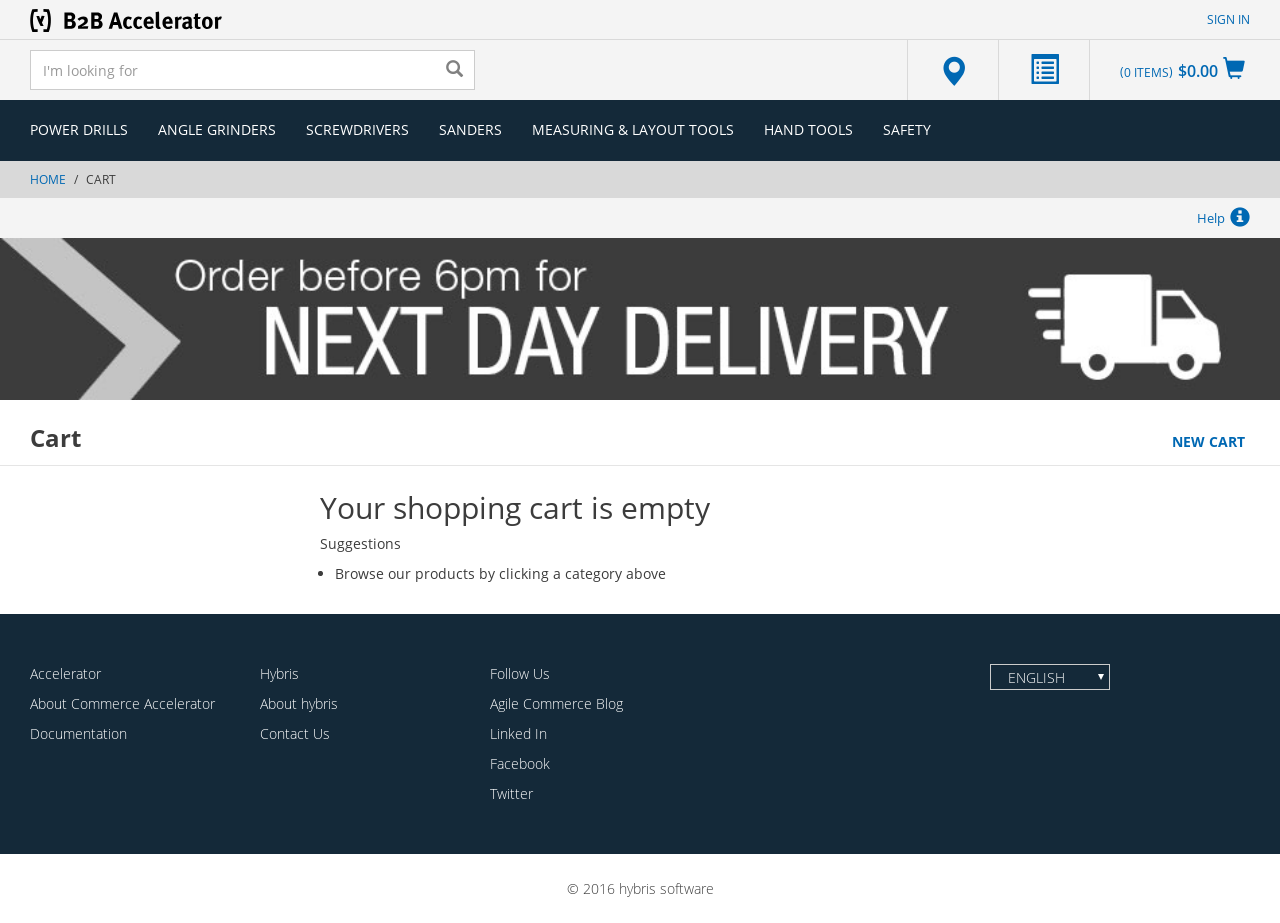 B2B Accelerator
SIGN IN
I'm looking for
(0 ITEMS) $0.00
POWER DRILLS ANGLE GRINDERS SCREWDRIVERS SANDERS MEASURING & LAYOUT TOOLS HAND TOOLS SAFETY
HOME / CART
Help
Order before 6pm for
NEXT DAY DELIVERY
Cart
NEW CART
Your shopping cart is empty
Suggestions
Browse our products by clicking a category above
Accelerator
About Commerce Accelerator
Documentation
Hybris
About hybris
Contact Us
Follow Us
Agile Commerce Blog
Linked In
Facebook
Twitter
ENGLISH
© 2016 hybris software